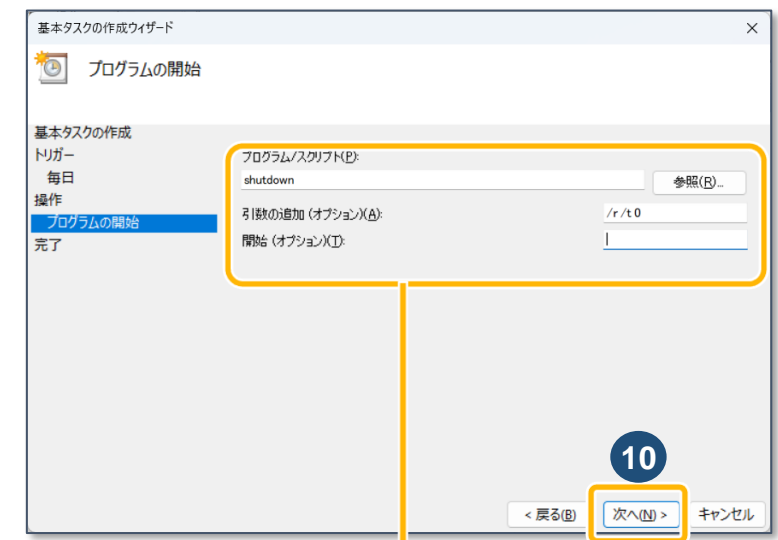 基本タスクの作成ウィザード
プログラムの開始
基本タスクの作成
トリガー
毎日
操作
プログラムの開始
完了
プログラム/スクリプト(P):
shutdown
参照(R)...
引数の追加 (オプション)(A):
/r /t 0
開始 (オプション)(T):
10
< 戻る(B)
次へ(N) >
キャンセル